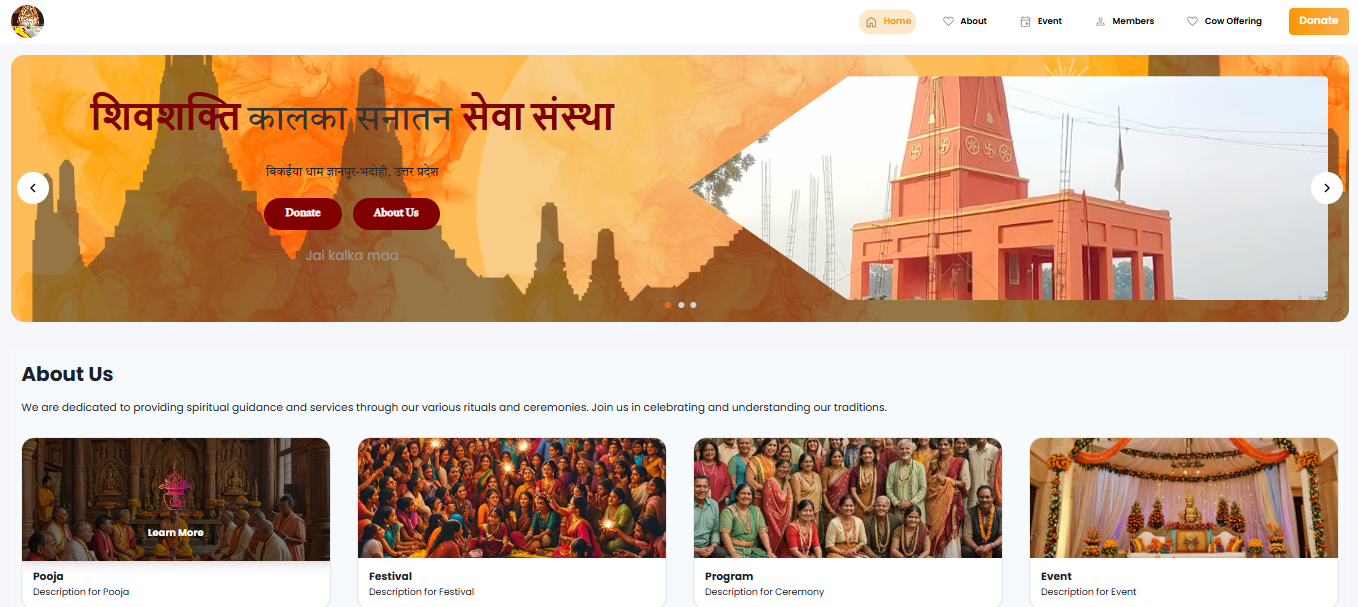 Home
About
Event
Members
Cow Offering
Donate
शिवशक्ति कालका सनातन सेवा संस्था
बिकईया धाम ज्ञानपुर-भदोही, उत्तर प्रदेश
Donate
About Us
Jai kalka maa
About Us
We are dedicated to providing spiritual guidance and services through our various rituals and ceremonies. Join us in celebrating and understanding our traditions.
Learn More
Pooja
Description for Pooja
Festival
Description for Festival
Program
Description for Ceremony
Event
Description for Event